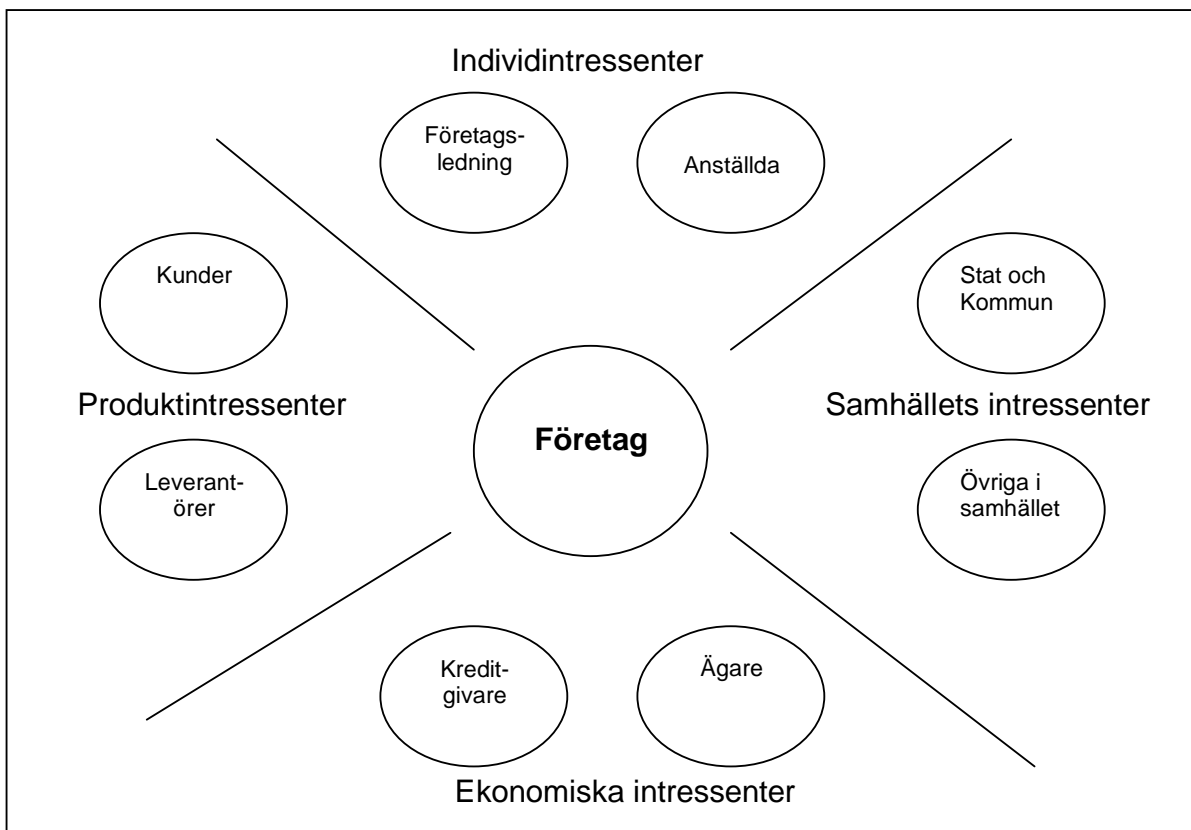 Individintressenter
Företags-
ledning
Anställda
Kunder
Stat och
Kommun
Produktintressenter
Samhällets intressenter
Företag
Leverant-
örer
Övriga i
samhället
Kredit-
givare
Ägare
Ekonomiska intressenter